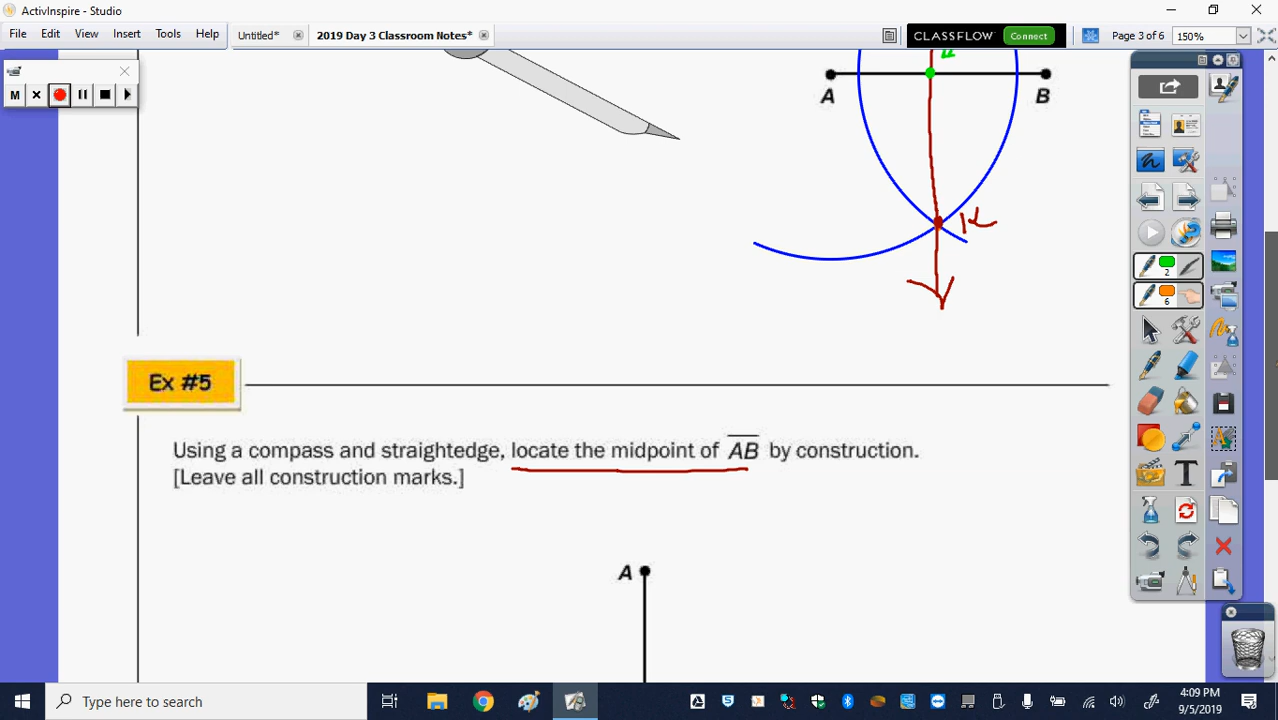 ActivInspire - Studio
File Edit View Insert Tools Help Untitled* 2019 Day 3 Classroom Notes* CLASSFLOW Connect Page 3 of 6 150%
M
A B
K
2
6
Ex #5
Using a compass and straightedge, locate the midpoint of AB by construction.
[Leave all construction marks.]
A
Type here to search
4:09 PM
9/5/2019